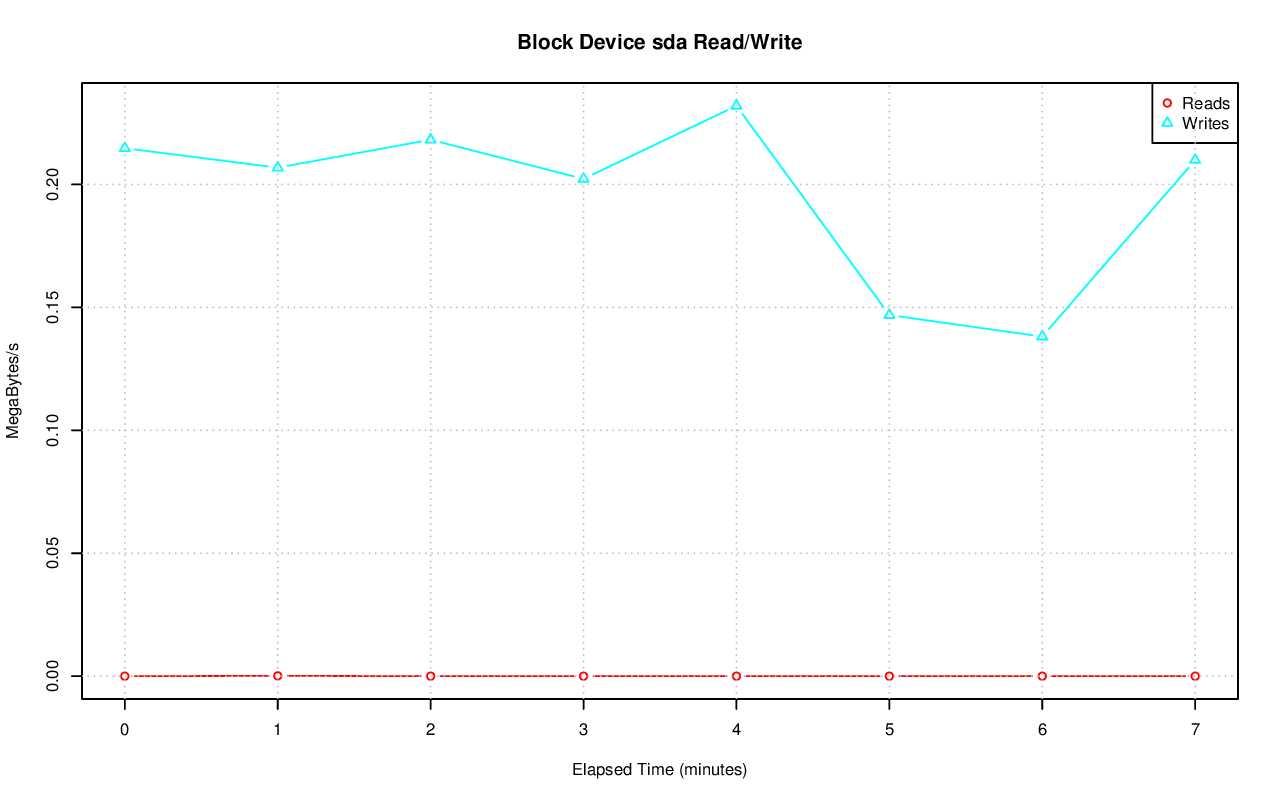 Block Device sda Read/Write
Reads
Writes
MegaBytes/s
0.20
0.15
0.10
0.05
0.00
0 1 2 3 4 5 6 7
Elapsed Time (minutes)